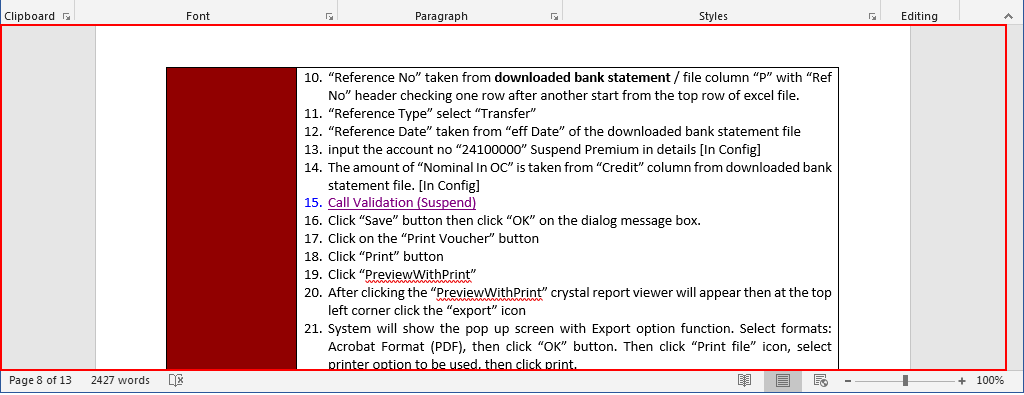 Clipboard Font Paragraph Styles Editing
10. “Reference No” taken from downloaded bank statement / file column “P” with “Ref
No” header checking one row after another start from the top row of excel file.
11. “Reference Type” select “Transfer”
12. “Reference Date” taken from “eff Date” of the downloaded bank statement file
13. input the account no “24100000” Suspend Premium in details [In Config]
14. The amount of “Nominal In OC” is taken from “Credit” column from downloaded bank
statement file. [In Config]
15. Call Validation (Suspend)
16. Click “Save” button then click “OK” on the dialog message box.
17. Click on the “Print Voucher” button
18. Click “Print” button
19. Click “PreviewWithPrint”
20. After clicking the “PreviewWithPrint” crystal report viewer will appear then at the top
left corner click the “export” icon
21. System will show the pop up screen with Export option function. Select formats:
Acrobat Format (PDF), then click “OK” button. Then click “Print file” icon, select
printer option to be used, then click print.
Page 8 of 13 2427 words 100%